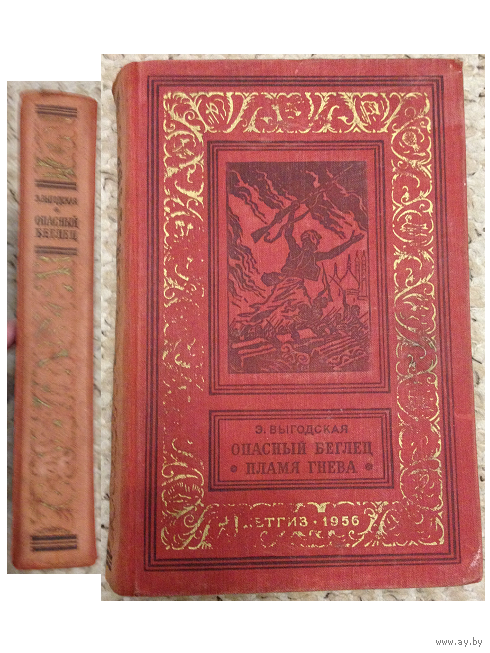 Э. ВЫГОДСКАЯ
ОПАСНЫЙ
БЕГЛЕЦ
Э. ВЫГОДСКАЯ
ОПАСНЫЙ БЕГЛЕЦ
• ПЛАМЯ ГНЕВА •
ДЕТГИЗ • 1956
www.ay.by